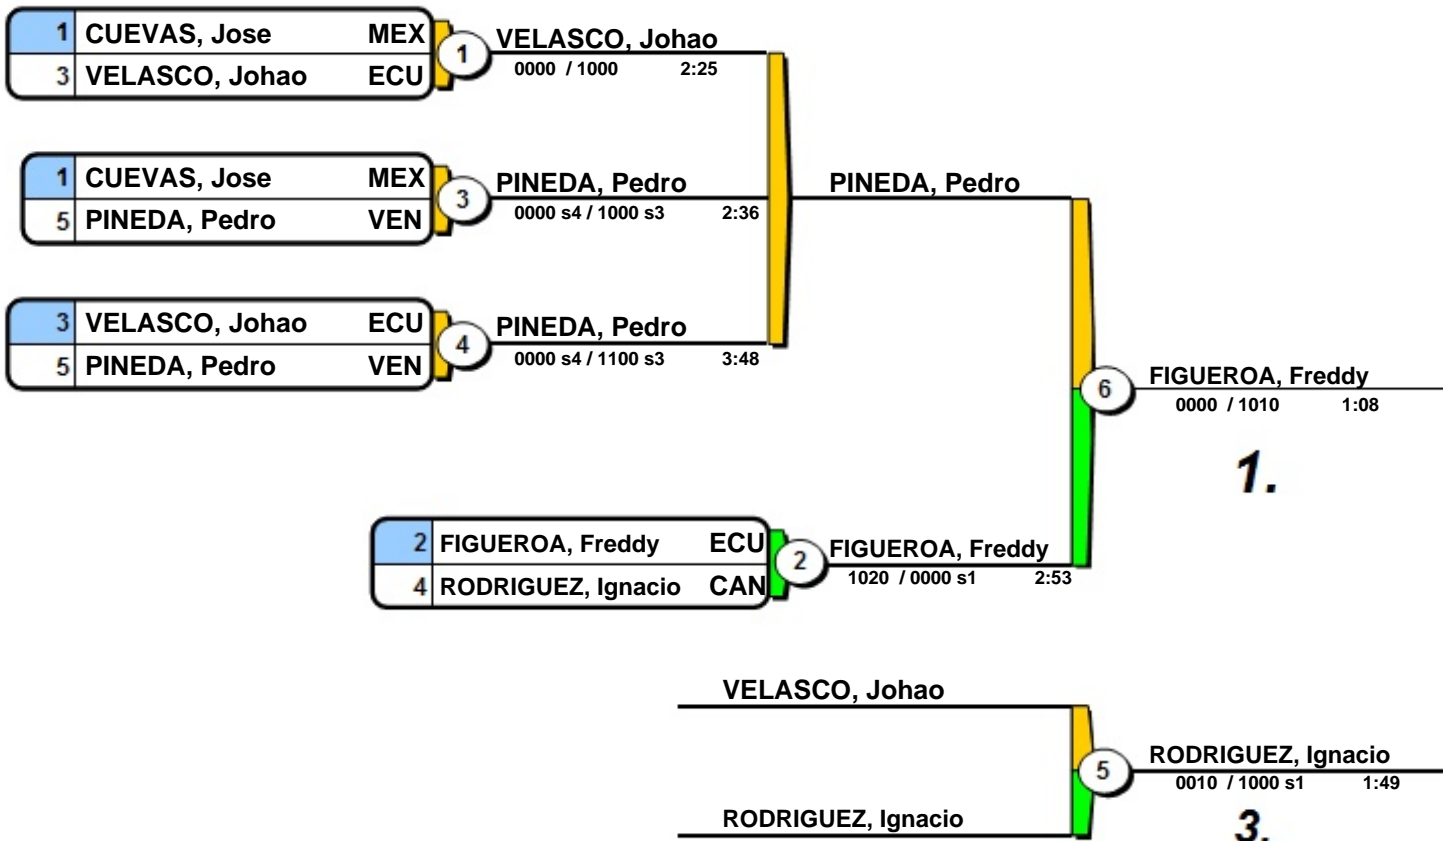 1 CUEVAS, Jose MEX
3 VELASCO, Johao ECU
1 VELASCO, Johao
0000 / 1000 2:25
1 CUEVAS, Jose MEX
5 PINEDA, Pedro VEN
3 PINEDA, Pedro
0000 s4 / 1000 s3 2:36
PINEDA, Pedro
3 VELASCO, Johao ECU
5 PINEDA, Pedro VEN
4 PINEDA, Pedro
0000 s4 / 1100 s3 3:48
6 FIGUEROA, Freddy
0000 / 1010 1:08
1.
2 FIGUEROA, Freddy ECU
4 RODRIGUEZ, Ignacio CAN
2 FIGUEROA, Freddy
1020 / 0000 s1 2:53
VELASCO, Johao
5 RODRIGUEZ, Ignacio
0010 / 1000 s1 1:49
RODRIGUEZ, Ignacio
3.